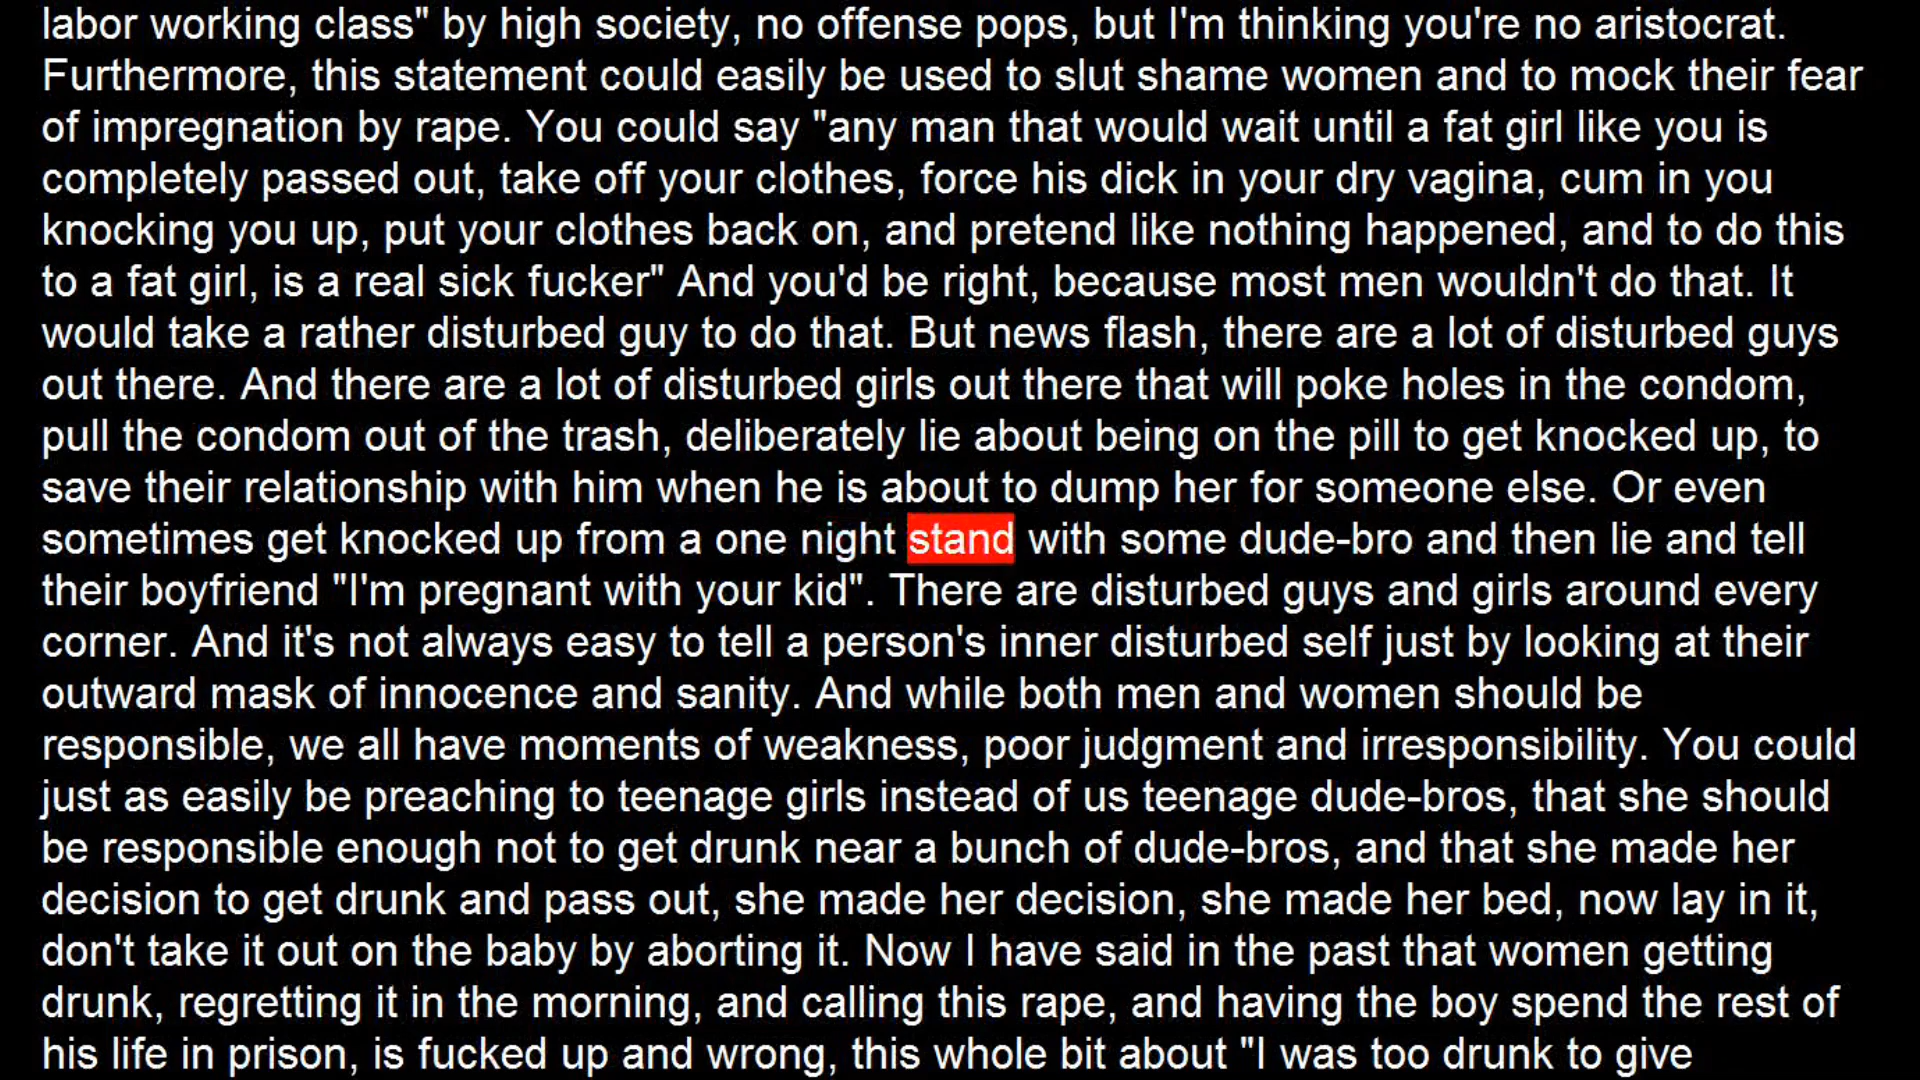 labor working class" by high society, no offense pops, but I'm thinking you're no aristocrat.
Furthermore, this statement could easily be used to slut shame women and to mock their fear
of impregnation by rape. You could say "any man that would wait until a fat girl like you is
completely passed out, take off your clothes, force his dick in your dry vagina, cum in you
knocking you up, put your clothes back on, and pretend like nothing happened, and to do this
to a fat girl, is a real sick fucker" And you'd be right, because most men wouldn't do that. It
would take a rather disturbed guy to do that. But news flash, there are a lot of disturbed guys
out there. And there are a lot of disturbed girls out there that will poke holes in the condom,
pull the condom out of the trash, deliberately lie about being on the pill to get knocked up, to
save their relationship with him when he is about to dump her for someone else. Or even
sometimes get knocked up from a one night stand with some dude-bro and then lie and tell
their boyfriend "I'm pregnant with your kid". There are disturbed guys and girls around every
corner. And it's not always easy to tell a person's inner disturbed self just by looking at their
outward mask of innocence and sanity. And while both men and women should be
responsible, we all have moments of weakness, poor judgment and irresponsibility. You could
just as easily be preaching to teenage girls instead of us teenage dude-bros, that she should
be responsible enough not to get drunk near a bunch of dude-bros, and that she made her
decision to get drunk and pass out, she made her decision, she made her bed, now lay in it,
don't take it out on the baby by aborting it. Now I have said in the past that women getting
drunk, regretting it in the morning, and calling this rape, and having the boy spend the rest of
his life in prison, is fucked up and wrong, this whole bit about "I was too drunk to give